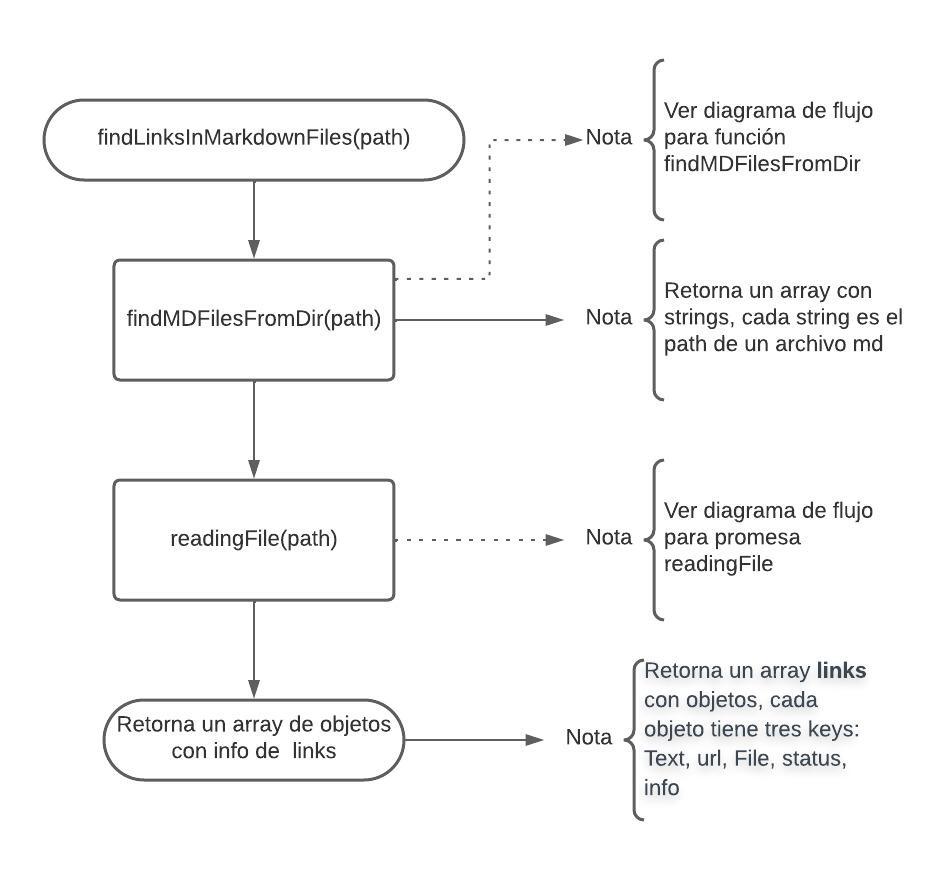 findLinksInMarkdownFiles(path)
Nota
Ver diagrama de flujo
para función
findMDFilesFromDir
findMDFilesFromDir(path)
Nota
Retorna un array con
strings, cada string es el
path de un archivo md
readingFile(path)
Nota
Ver diagrama de flujo
para promesa
readingFile
Retorna un array de objetos
con info de links
Nota
Retorna un array links
con objetos, cada
objeto tiene tres keys:
Text, url, File, status,
info